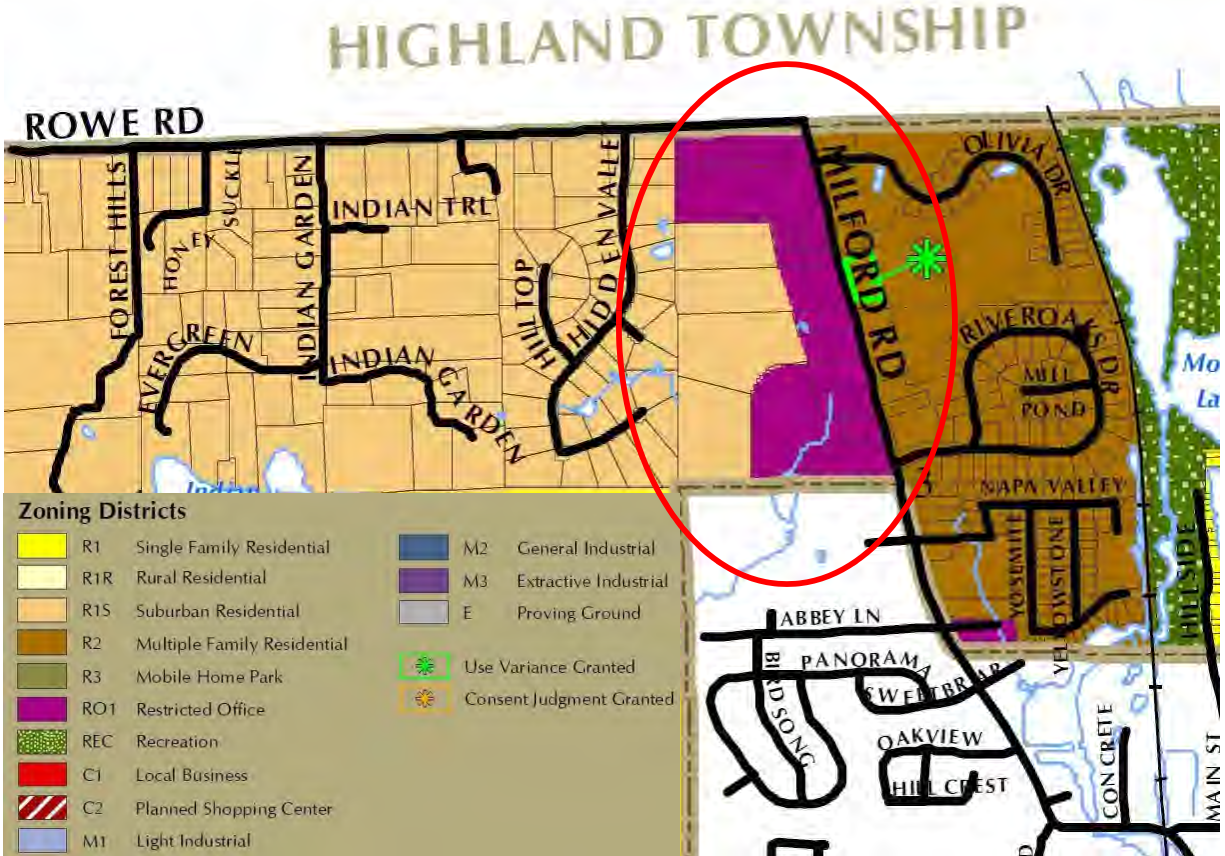 HIGHLAND TOWNSHIP
ROWE RD
FOREST HILLS
HONEY
SUCKLE
INDIAN GARDEN
INDIAN TRL
HILL TOP
HIDDEN VALLE
MILFORD RD
OLIVIA DR
EVERGREEN
INDIAN GARDEN
RIVEROAKS DR
MILL
POND
Mo
La
Indian
NAPA VALLEY
YOSEMITE
YELLOWSTONE
HILLSIDE
ABBEY LN
PANORAMA
SWEETBRIAR
BIRDSONG
OAKVIEW
HILL CREST
CONCRETE
MAIN ST
D
Zoning Districts
R1 Single Family Residential
R1R Rural Residential
R1S Suburban Residential
R2 Multiple Family Residential
R3 Mobile Home Park
RO1 Restricted Office
REC Recreation
C1 Local Business
C2 Planned Shopping Center
M1 Light Industrial
M2 General Industrial
M3 Extractive Industrial
E Proving Ground
Use Variance Granted
Consent Judgment Granted